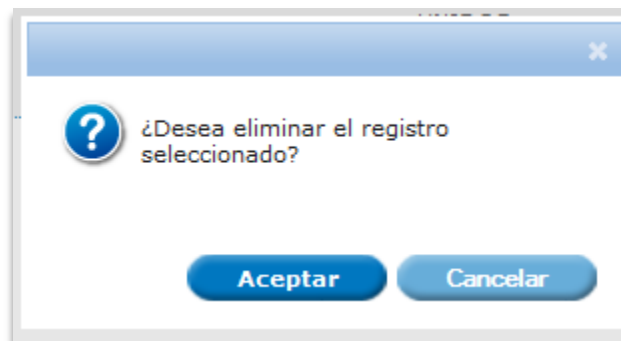 ¿Desea eliminar el registro
seleccionado?
Aceptar
Cancelar